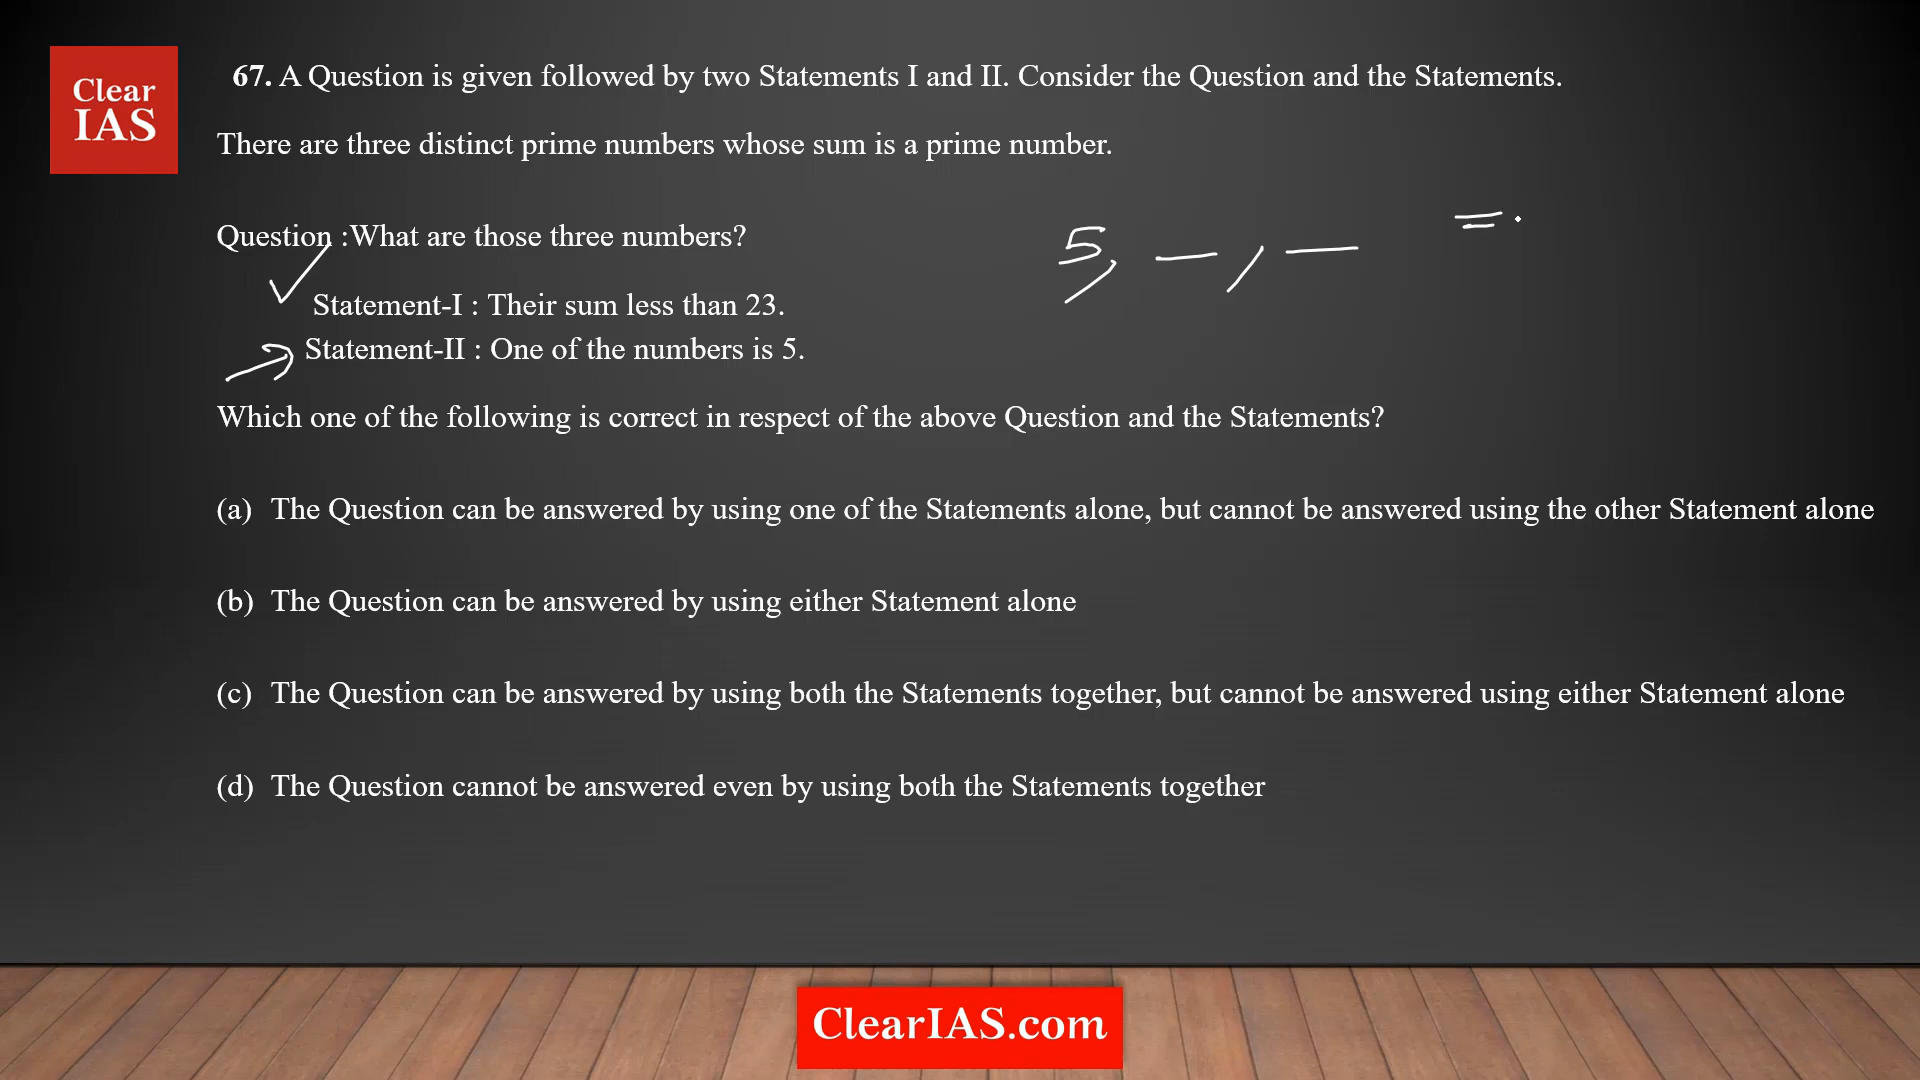 Clear
IAS
67. A Question is given followed by two Statements I and II. Consider the Question and the Statements.
There are three distinct prime numbers whose sum is a prime number.
Question :What are those three numbers?
5, — , — =
Statement-I : Their sum less than 23.
Statement-II : One of the numbers is 5.
Which one of the following is correct in respect of the above Question and the Statements?
(a) The Question can be answered by using one of the Statements alone, but cannot be answered using the other Statement alone
(b) The Question can be answered by using either Statement alone
(c) The Question can be answered by using both the Statements together, but cannot be answered using either Statement alone
(d) The Question cannot be answered even by using both the Statements together
ClearIAS.com